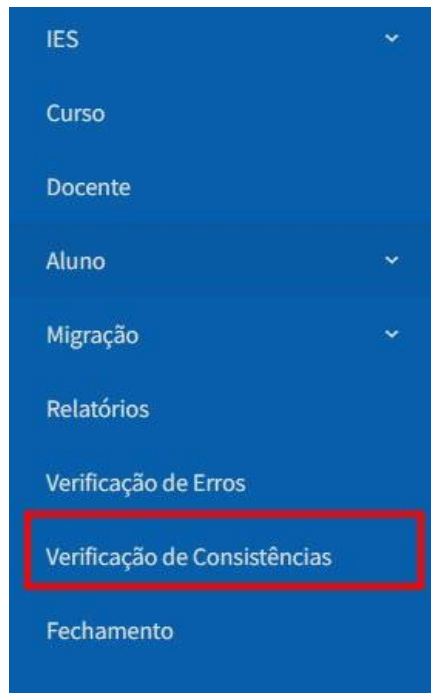 IES
Curso
Docente
Aluno
Migração
Relatórios
Verificação de Erros
Verificação de Consistências
Fechamento